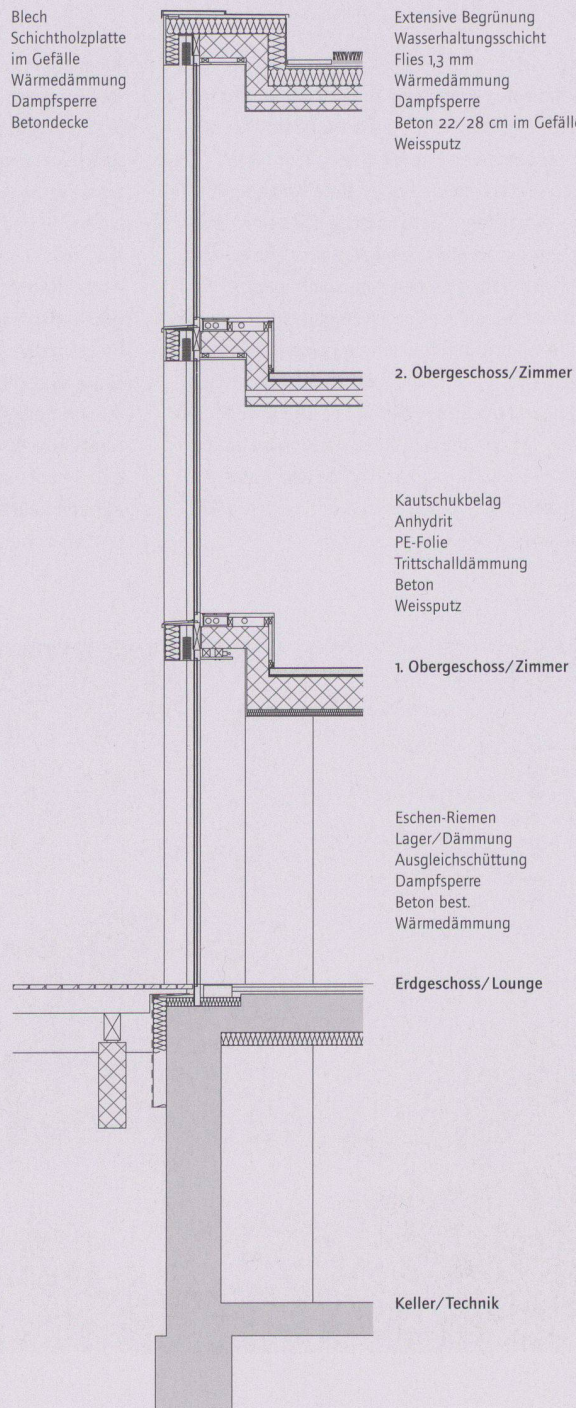 Blech
Schichtholzplatte
im Gefälle
Wärmedämmung
Dampfsperre
Betondecke
Extensive Begrünung
Wasserhaltungsschicht
Flies 1,3 mm
Wärmedämmung
Dampfsperre
Beton 22/28 cm im Gefälle
Weissputz
2. Obergeschoss/Zimmer
Kautschukbelag
Anhydrit
PE-Folie
Trittschalldämmung
Beton
Weissputz
1. Obergeschoss/Zimmer
Eschen-Riemen
Lager/Dämmung
Ausgleichschüttung
Dampfsperre
Beton best.
Wärmedämmung
Erdgeschoss/Lounge
Keller/Technik